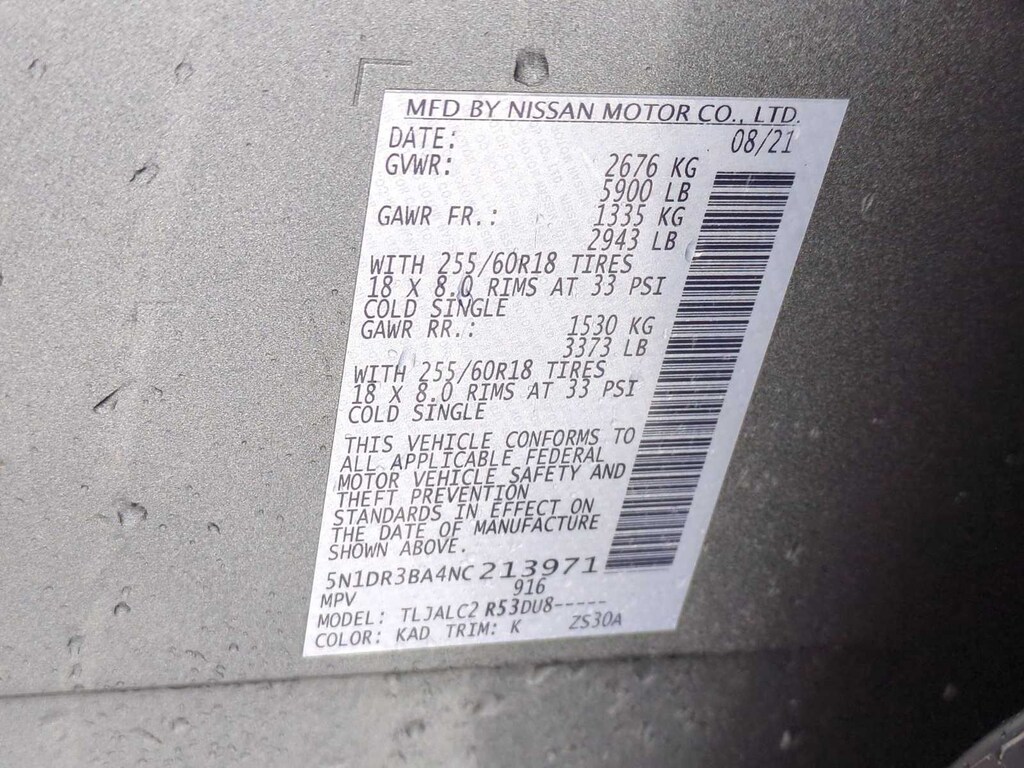 MFD BY NISSAN MOTOR CO., LTD.
DATE: 08/21
GVWR: 2676 KG
5900 LB
GAWR FR.: 1335 KG
2943 LB
WITH 255/60R18 TIRES
18 X 8.0 RIMS AT 33 PSI
COLD SINGLE
GAWR RR.: 1530 KG
3373 LB
WITH 255/60R18 TIRES
18 X 8.0 RIMS AT 33 PSI
COLD SINGLE
THIS VEHICLE CONFORMS TO
ALL APPLICABLE FEDERAL
MOTOR VEHICLE SAFETY AND
THEFT PREVENTION
STANDARDS IN EFFECT ON
THE DATE OF MANUFACTURE
SHOWN ABOVE.
5N1DR3BA4NC213971
MPV 916
MODEL: TLJALC2 R53DU8-----
COLOR: KAD TRIM: K ZS30A